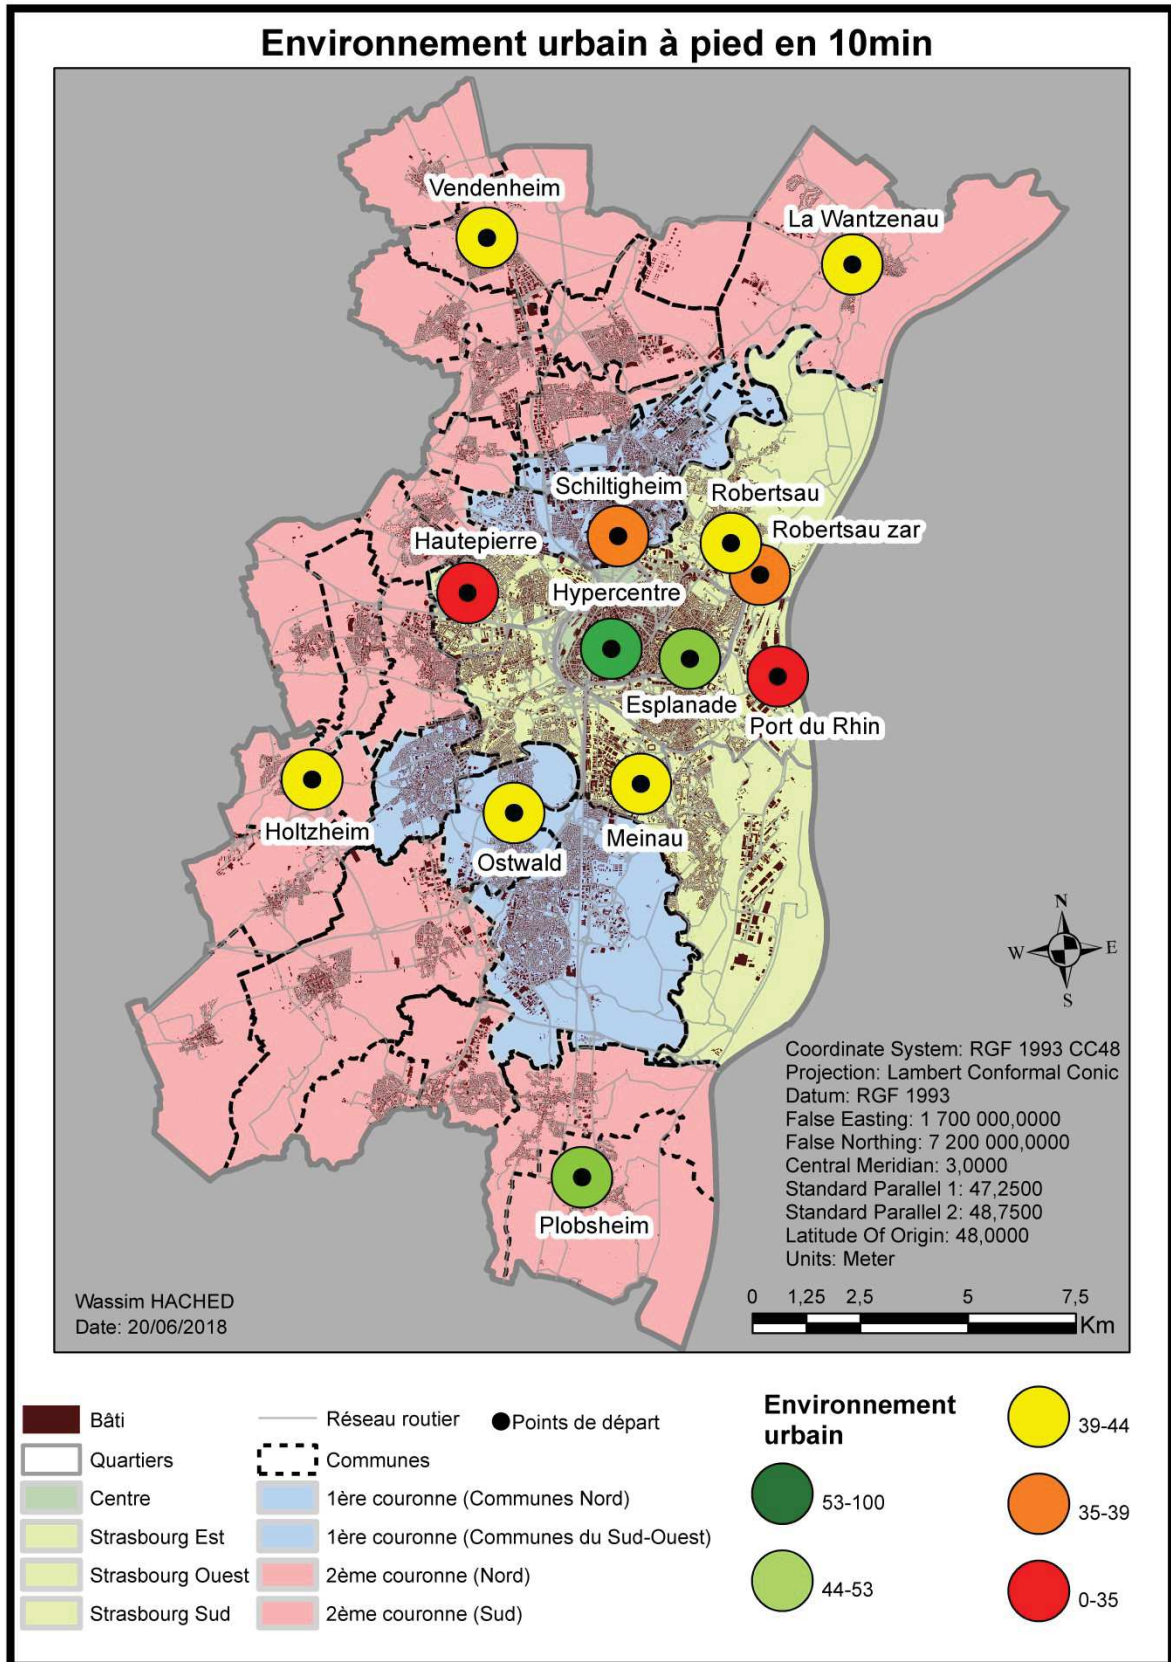 Environnement urbain à pied en 10min
Vendenheim
La Wantzenau
Schiltigheim
Robertsau
Hautepierre
Robertsau zar
Hypercentre
Esplanade
Port du Rhin
Holtzheim
Meinau
Ostwald
Plobsheim
N
W
E
S
Coordinate System: RGF 1993 CC48
Projection: Lambert Conformal Conic
Datum: RGF 1993
False Easting: 1 700 000,0000
False Northing: 7 200 000,0000
Central Meridian: 3,0000
Standard Parallel 1: 47,2500
Standard Parallel 2: 48,7500
Latitude Of Origin: 48,0000
Units: Meter
Wassim HACHED
Date: 20/06/2018
0 1,25 2,5 5 7,5
Km
Bâti
Quartiers
Centre
Strasbourg Est
Strasbourg Ouest
Strasbourg Sud
Réseau routier
Points de départ
Communes
1ère couronne (Communes Nord)
1ère couronne (Communes du Sud-Ouest)
2ème couronne (Nord)
2ème couronne (Sud)
Environnement
urbain
53-100
44-53
39-44
35-39
0-35